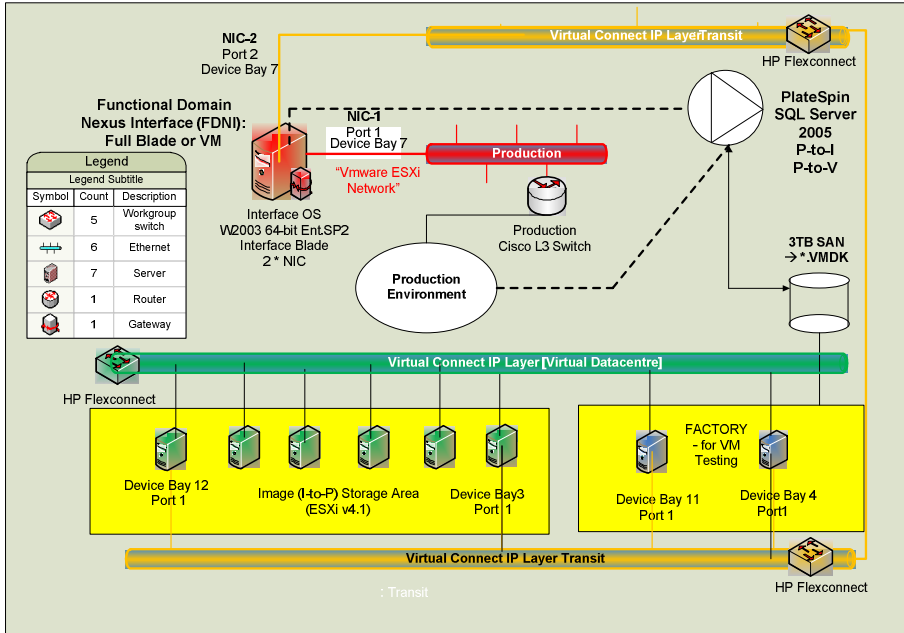 NIC-2
Port 2
Device Bay 7
Virtual Connect IP LayerTransit
HP Flexconnect
Functional Domain
Nexus Interface (FDNI):
Full Blade or VM
NIC-1
Port 1
Device Bay 7
Production
“Vmware ESXi
Network”
PlateSpin
SQL Server
2005
P-to-I
P-to-V
Legend
Legend Subtitle
Symbol Count Description
5 Workgroup
switch
6 Ethernet
7 Server
1 Router
1 Gateway
Interface OS
W2003 64-bit Ent.SP2
Interface Blade
2 * NIC
Production
Cisco L3 Switch
Production
Environment
3TB SAN
→ *.VMDK
Virtual Connect IP Layer [Virtual Datacentre]
HP Flexconnect
Device Bay 12
Port 1
Image (I-to-P) Storage Area
(ESXi v4.1)
Device Bay3
Port 1
FACTORY
- for VM
Testing
Device Bay 11
Port 1
Device Bay 4
Port1
Virtual Connect IP Layer Transit
HP Flexconnect
: Transit